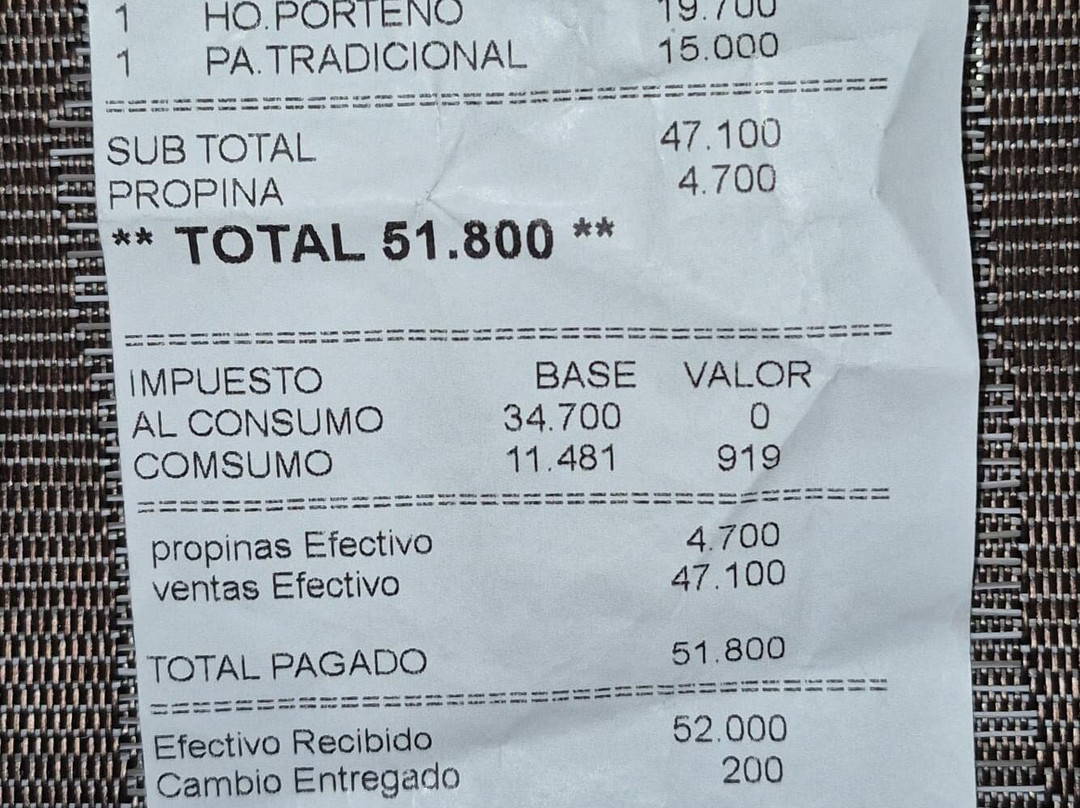 1 HO.PORTEÑO 19.700
1 PA.TRADICIONAL 15.000
SUB TOTAL 47.100
PROPINA 4.700
** TOTAL 51.800 **
IMPUESTO BASE VALOR
AL CONSUMO 34.700 0
COMSUMO 11.481 919
propinas Efectivo 4.700
ventas Efectivo 47.100
TOTAL PAGADO 51.800
Efectivo Recibido 52.000
Cambio Entregado 200